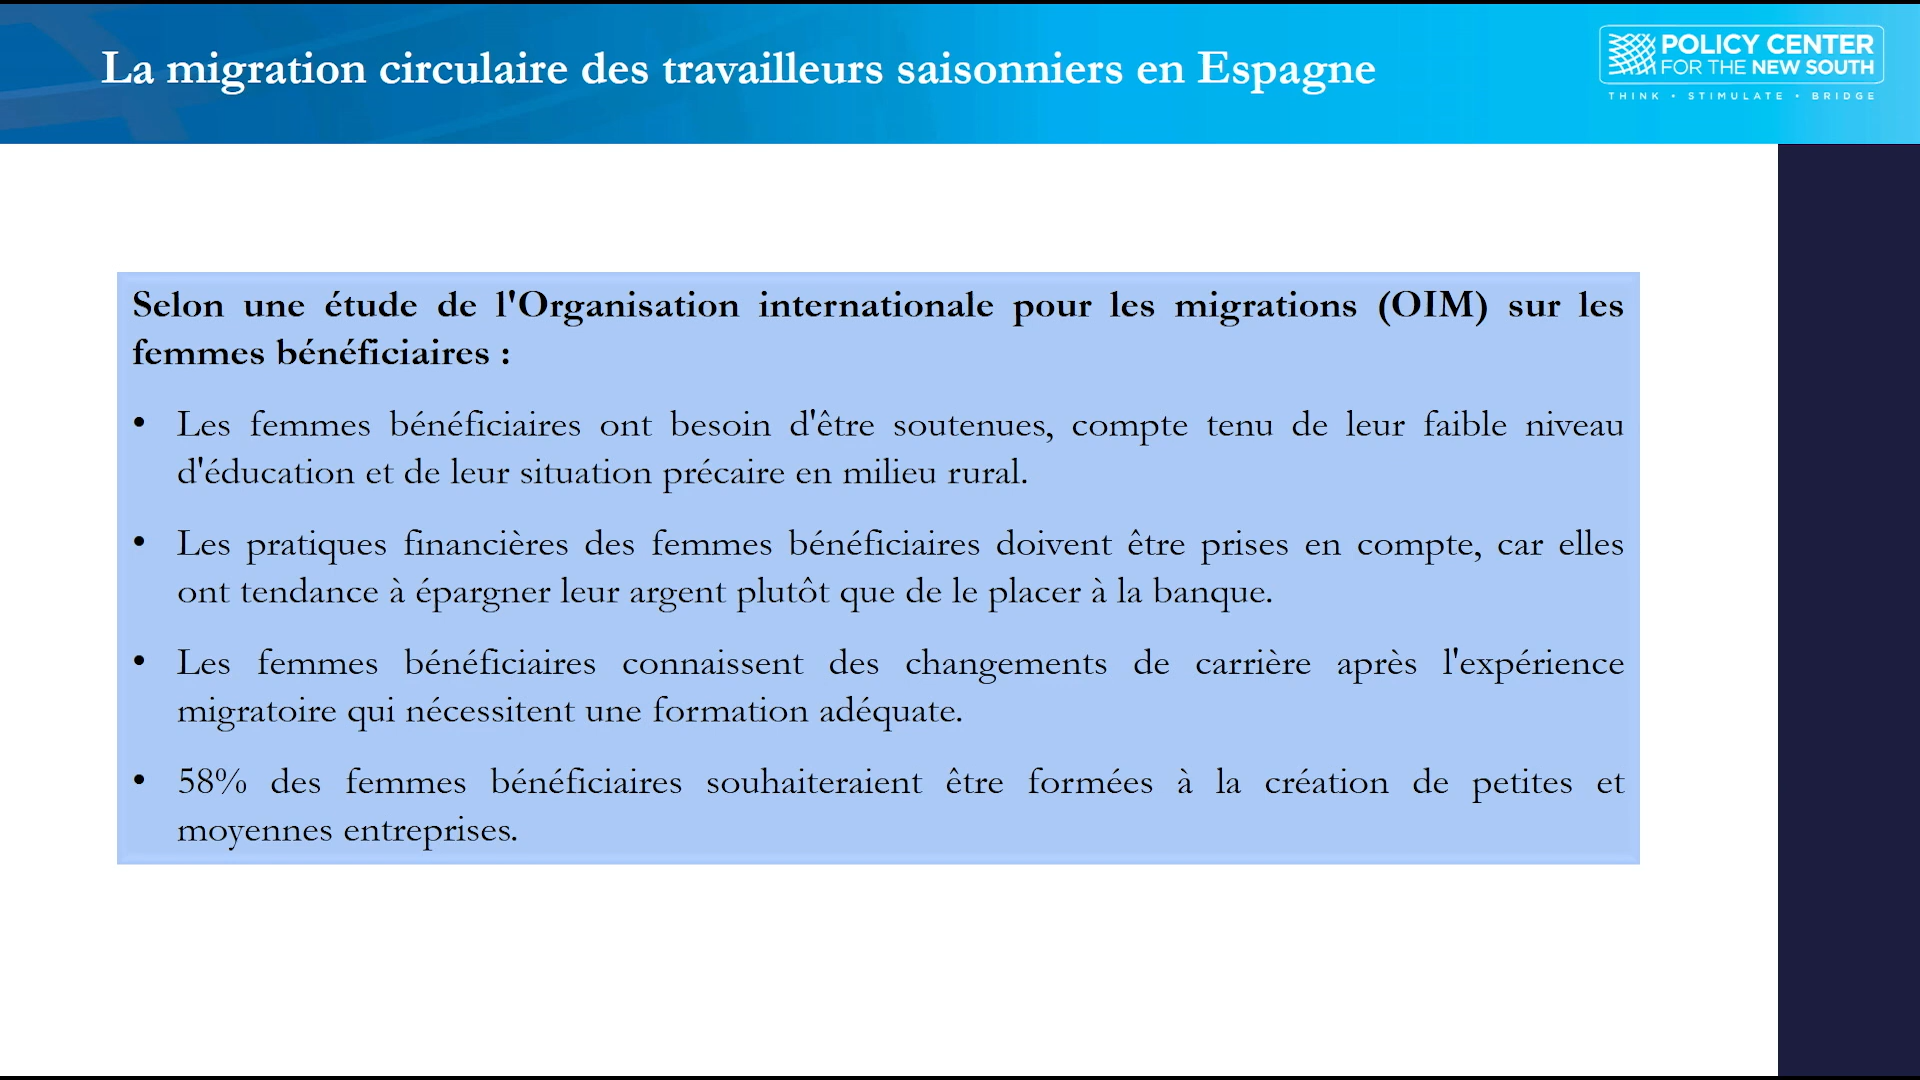 La migration circulaire des travailleurs saisonniers en Espagne
POLICY CENTER
FOR THE NEW SOUTH
THINK • STIMULATE • BRIDGE
Selon une étude de l'Organisation internationale pour les migrations (OIM) sur les
femmes bénéficiaires :
• Les femmes bénéficiaires ont besoin d'être soutenues, compte tenu de leur faible niveau
d'éducation et de leur situation précaire en milieu rural.
• Les pratiques financières des femmes bénéficiaires doivent être prises en compte, car elles
ont tendance à épargner leur argent plutôt que de le placer à la banque.
• Les femmes bénéficiaires connaissent des changements de carrière après l'expérience
migratoire qui nécessitent une formation adéquate.
• 58% des femmes bénéficiaires souhaiteraient être formées à la création de petites et
moyennes entreprises.